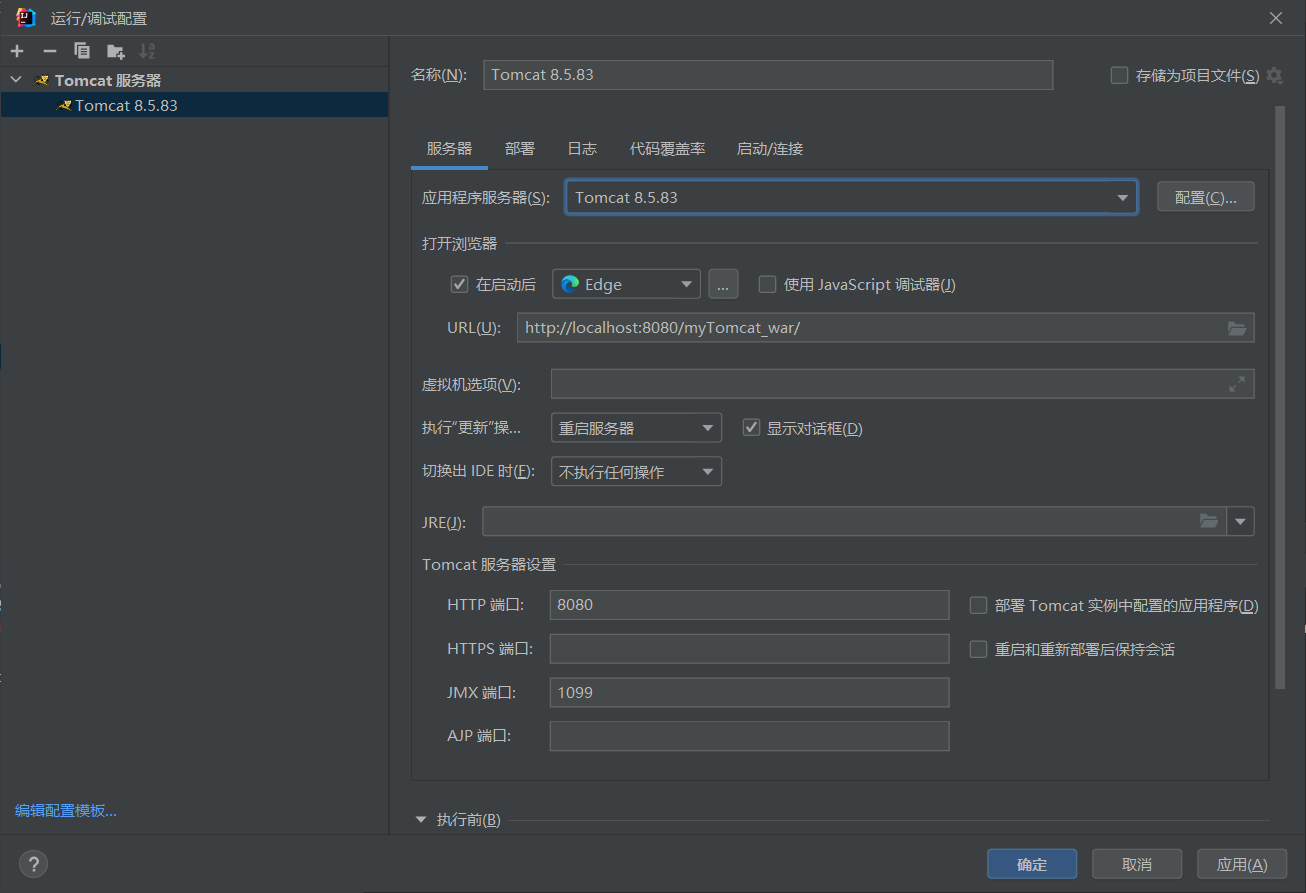 运行/调试配置
Tomcat 服务器
Tomcat 8.5.83
编辑配置模板...
名称(N): Tomcat 8.5.83 存储为项目文件(S)
服务器 部署 日志 代码覆盖率 启动/连接
应用程序服务器(S): Tomcat 8.5.83 配置(C)...
打开浏览器
在启动后 Edge ... 使用 JavaScript 调试器(J)
URL(U): http://localhost:8080/myTomcat_war/
虚拟机选项(V):
执行“更新”操... 重启服务器 显示对话框(D)
切换出 IDE 时(F): 不执行任何操作
JRE(J):
Tomcat 服务器设置
HTTP 端口: 8080 部署 Tomcat 实例中配置的应用程序(D)
HTTPS 端口: 重启和重新部署后保持会话
JMX 端口: 1099
AJP 端口:
执行前(B)
? 确定 取消 应用(A)